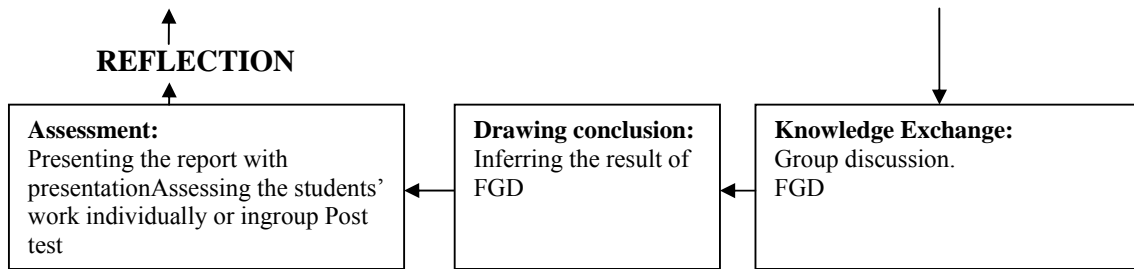 REFLECTION
Assessment:
Presenting the report with
presentationAssessing the students’
work individually or ingroup Post
test
Drawing conclusion:
Inferring the result of
FGD
Knowledge Exchange:
Group discussion.
FGD